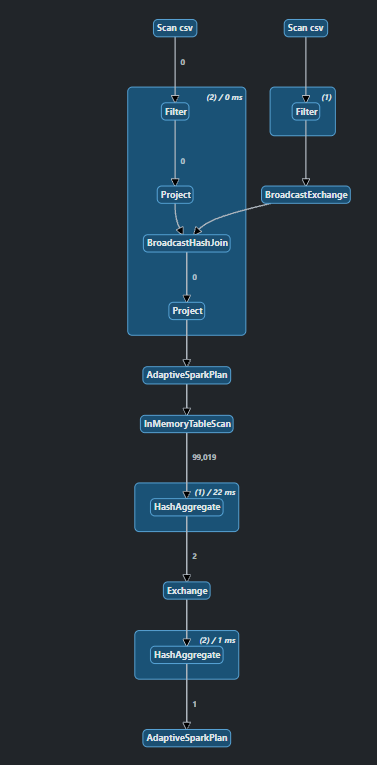 Scan csv
Scan csv
0
(2) / 0 ms
(1)
Filter
Filter
0
Project
BroadcastExchange
BroadcastHashJoin
0
Project
AdaptiveSparkPlan
InMemoryTableScan
99,019
(1) / 22 ms
HashAggregate
2
Exchange
(2) / 1 ms
HashAggregate
1
AdaptiveSparkPlan